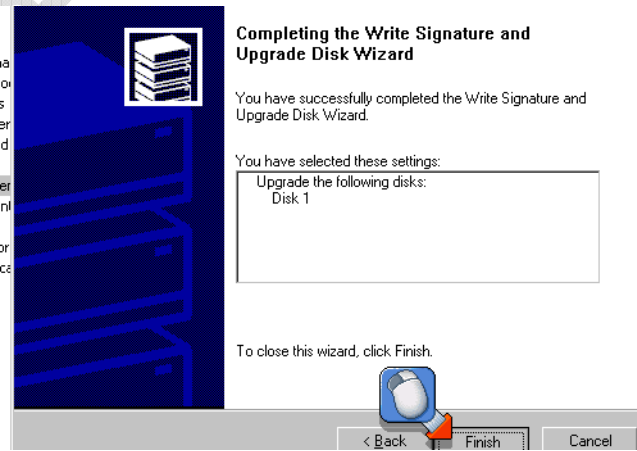 Completing the Write Signature and
Upgrade Disk Wizard
You have successfully completed the Write Signature and
Upgrade Disk Wizard.
You have selected these settings:
Upgrade the following disks:
Disk 1
To close this wizard, click Finish.
< Back
Finish
Cancel